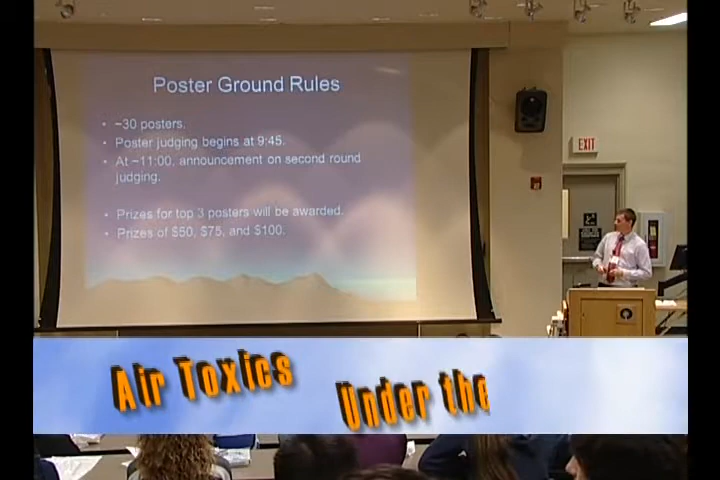 Poster Ground Rules
• ~30 posters.
• Poster judging begins at 9:45.
• At ~11:00, announcement on second round
judging.
• Prizes for top 3 posters will be awarded.
• Prizes of $50, $75, and $100.
EXIT
Air Toxics
Under the